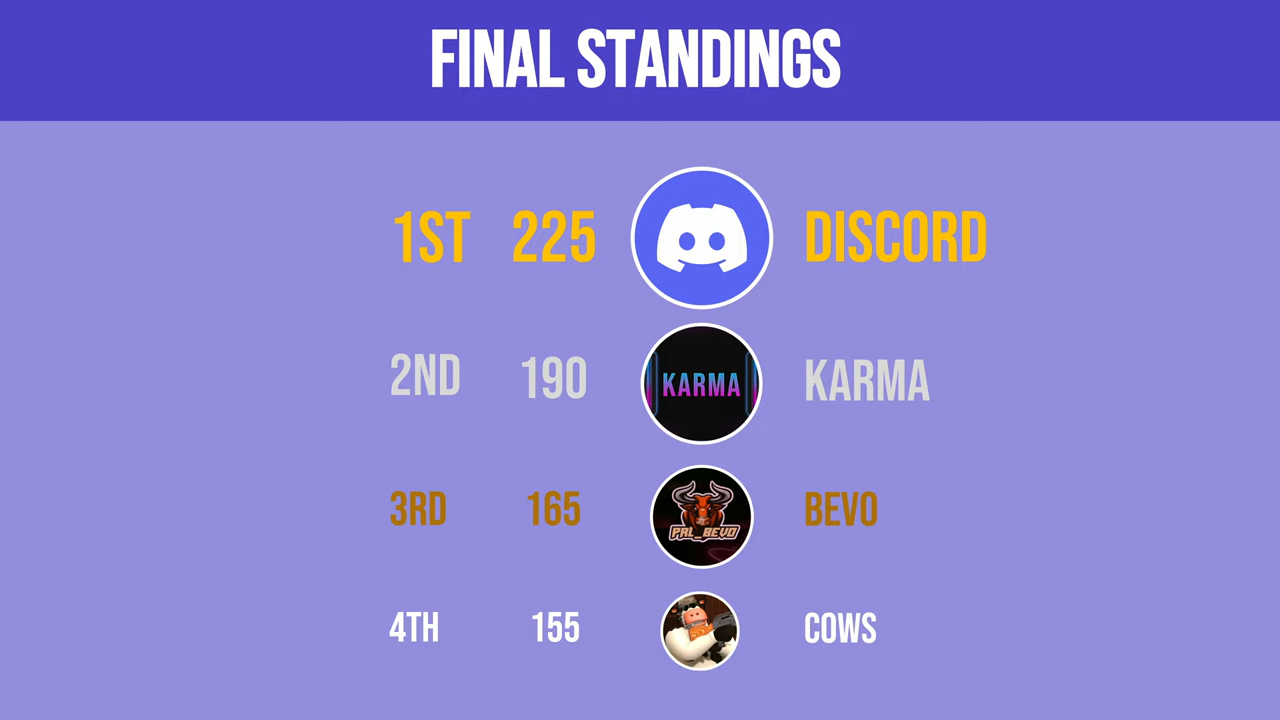 FINAL STANDINGS
1ST 225 DISCORD
2ND 190 KARMA KARMA
3RD 165 PAL_BEVO BEVO
4TH 155 COWS